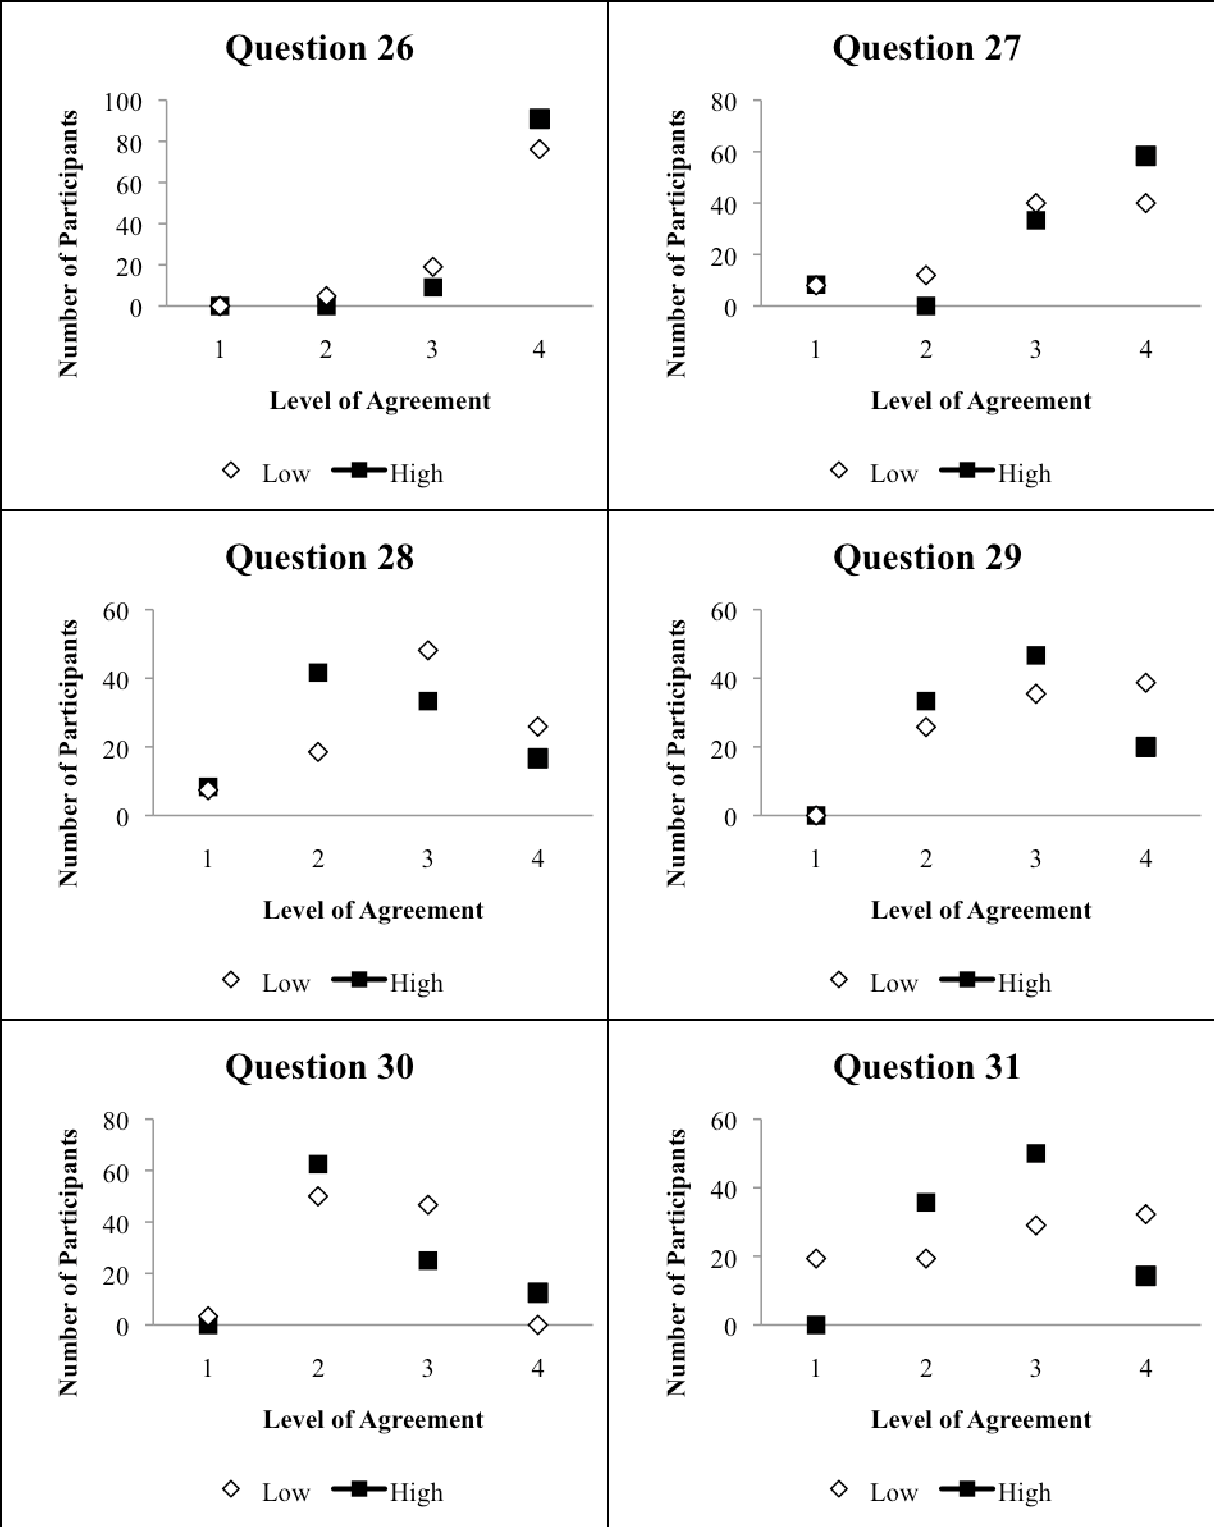 Question 26
100
80
60
40
20
0
Number of Participants
1 2 3 4
Level of Agreement
Low High
Question 27
80
60
40
20
0
Number of Participants
1 2 3 4
Level of Agreement
Low High
Question 28
60
40
20
0
Number of Participants
1 2 3 4
Level of Agreement
Low High
Question 29
60
40
20
0
Number of Participants
1 2 3 4
Level of Agreement
Low High
Question 30
80
60
40
20
0
Number of Participants
1 2 3 4
Level of Agreement
Low High
Question 31
60
40
20
0
Number of Participants
1 2 3 4
Level of Agreement
Low High